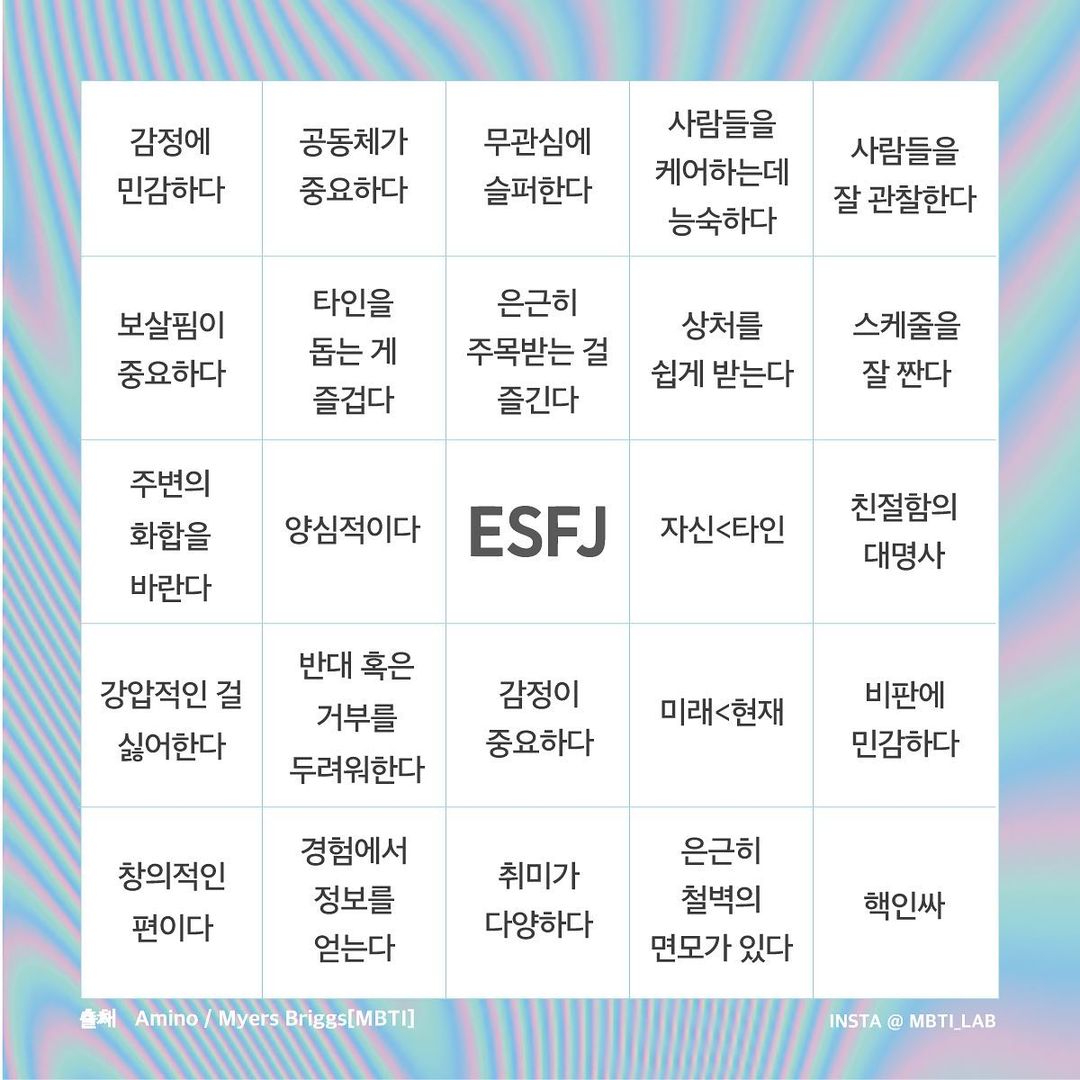 감정에
민감하다
공동체가
중요하다
무관심에
슬퍼한다
사람들을
케어하는데
능숙하다
사람들을
잘 관찰한다
보살핌이
중요하다
타인을
돕는 게
즐겁다
은근히
주목받는 걸
즐긴다
상처를
쉽게 받는다
스케줄을
잘 짠다
주변의
화합을
바란다
양심적이다
ESFJ
자신<타인
친절함의
대명사
강압적인 걸
싫어한다
반대 혹은
거부를
두려워한다
감정이
중요하다
미래<현재
비판에
민감하다
창의적인
편이다
경험에서
정보를
얻는다
취미가
다양하다
은근히
철벽의
면모가 있다
핵인싸
Amino / Myers Briggs[MBTI]
INSTA @ MBTI_LAB